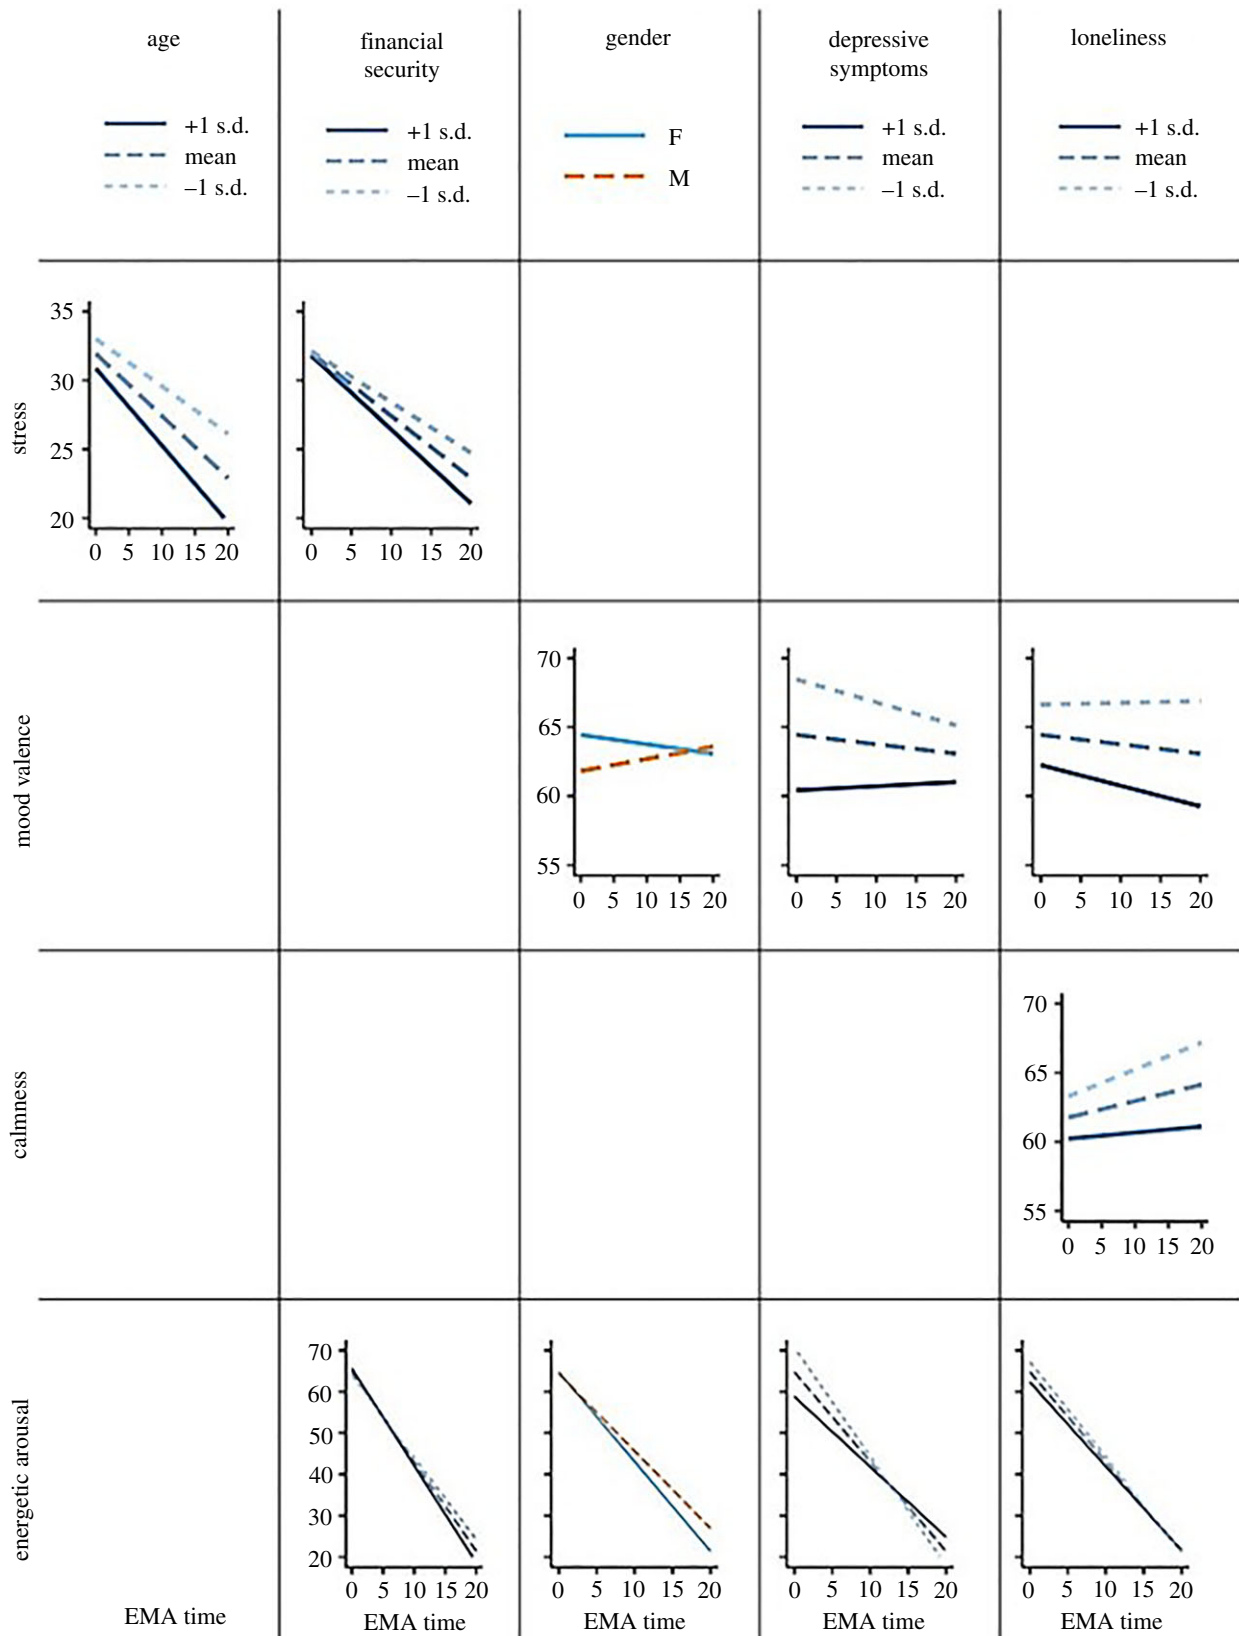 age
financial
security
gender
depressive
symptoms
loneliness
+1 s.d.
mean
–1 s.d.
+1 s.d.
mean
–1 s.d.
F
M
+1 s.d.
mean
–1 s.d.
+1 s.d.
mean
–1 s.d.
stress
35
30
25
20
0 5 10 15 20
0 5 10 15 20
mood valence
70
65
60
55
0 5 10 15 20
0 5 10 15 20
0 5 10 15 20
calmness
70
65
60
55
0 5 10 15 20
energetic arousal
70
60
50
40
30
20
0 5 10 15 20
0 5 10 15 20
0 5 10 15 20
0 5 10 15 20
EMA time
EMA time
EMA time
EMA time
EMA time